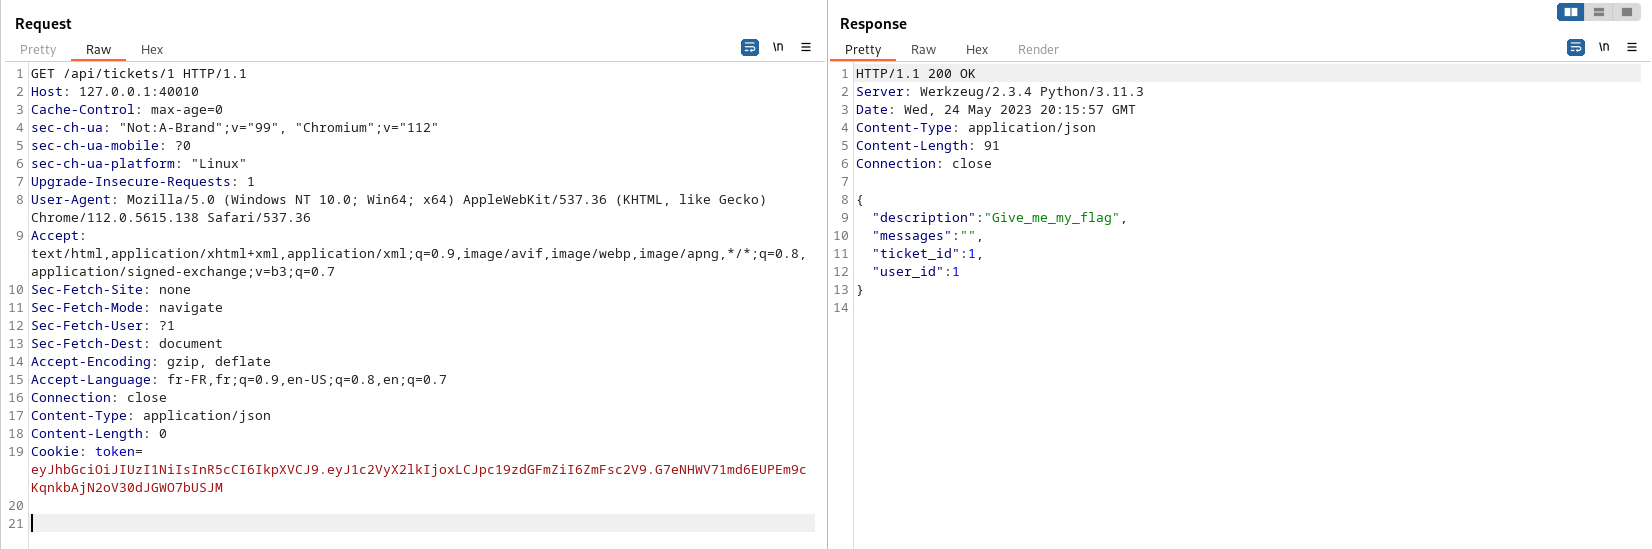 Request
Pretty Raw Hex
\n
1 GET /api/tickets/1 HTTP/1.1
2 Host: 127.0.0.1:40010
3 Cache-Control: max-age=0
4 sec-ch-ua: "Not:A-Brand";v="99", "Chromium";v="112"
5 sec-ch-ua-mobile: ?0
6 sec-ch-ua-platform: "Linux"
7 Upgrade-Insecure-Requests: 1
8 User-Agent: Mozilla/5.0 (Windows NT 10.0; Win64; x64) AppleWebKit/537.36 (KHTML, like Gecko)
Chrome/112.0.5615.138 Safari/537.36
9 Accept:
text/html,application/xhtml+xml,application/xml;q=0.9,image/avif,image/webp,image/apng,*/*;q=0.8,
application/signed-exchange;v=b3;q=0.7
10 Sec-Fetch-Site: none
11 Sec-Fetch-Mode: navigate
12 Sec-Fetch-User: ?1
13 Sec-Fetch-Dest: document
14 Accept-Encoding: gzip, deflate
15 Accept-Language: fr-FR,fr;q=0.9,en-US;q=0.8,en;q=0.7
16 Connection: close
17 Content-Type: application/json
18 Content-Length: 0
19 Cookie: token=
eyJhbGciOiJIUzI1NiIsInR5cCI6IkpXVCJ9.eyJ1c2VyX2lkIjoxLCJpc19zdGFmZiI6ZmFsc2V9.G7eNHWV71md6EUPEm9c
KqnkbAjN2oV30dJGWO7bUSJM
20
21
Response
Pretty Raw Hex Render
\n
1 HTTP/1.1 200 OK
2 Server: Werkzeug/2.3.4 Python/3.11.3
3 Date: Wed, 24 May 2023 20:15:57 GMT
4 Content-Type: application/json
5 Content-Length: 91
6 Connection: close
7
8 {
9 "description":"Give_me_my_flag",
10 "messages":"",
11 "ticket_id":1,
12 "user_id":1
13 }
14